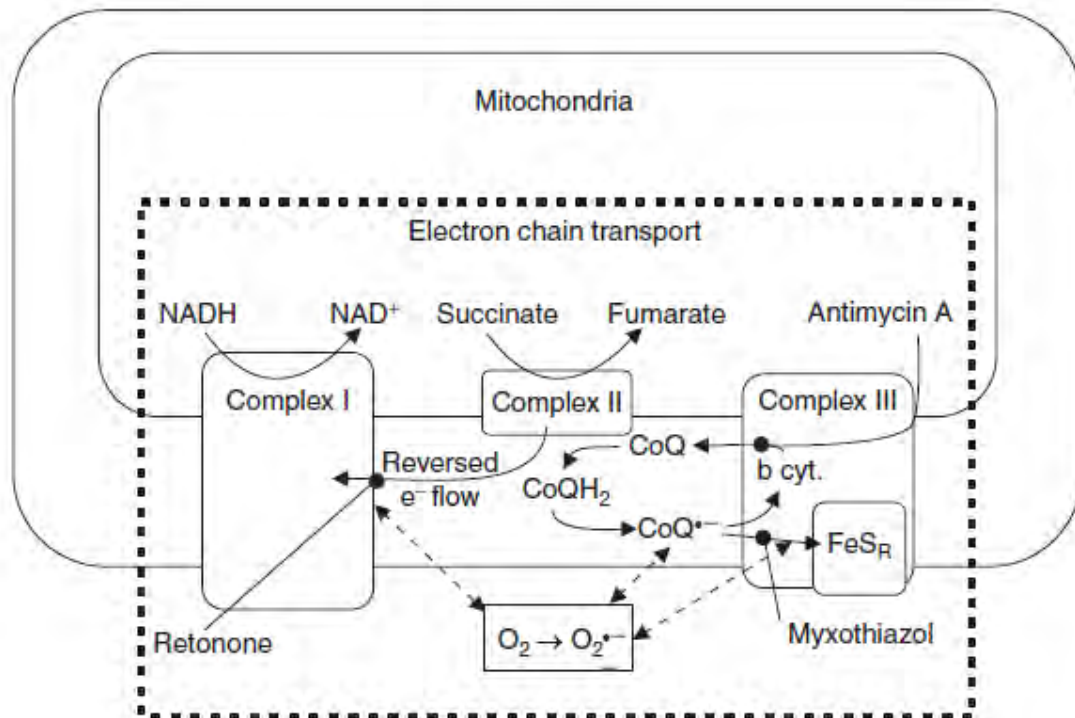 Mitochondria
Electron chain transport
NADH
NAD⁺
Succinate
Fumarate
Antimycin A
Complex I
Complex II
Complex III
Reversed
e⁻ flow
CoQ
b cyt.
CoQH₂
CoQ•⁻
FeS_R
Retonone
O₂ → O₂•⁻
Myxothiazol